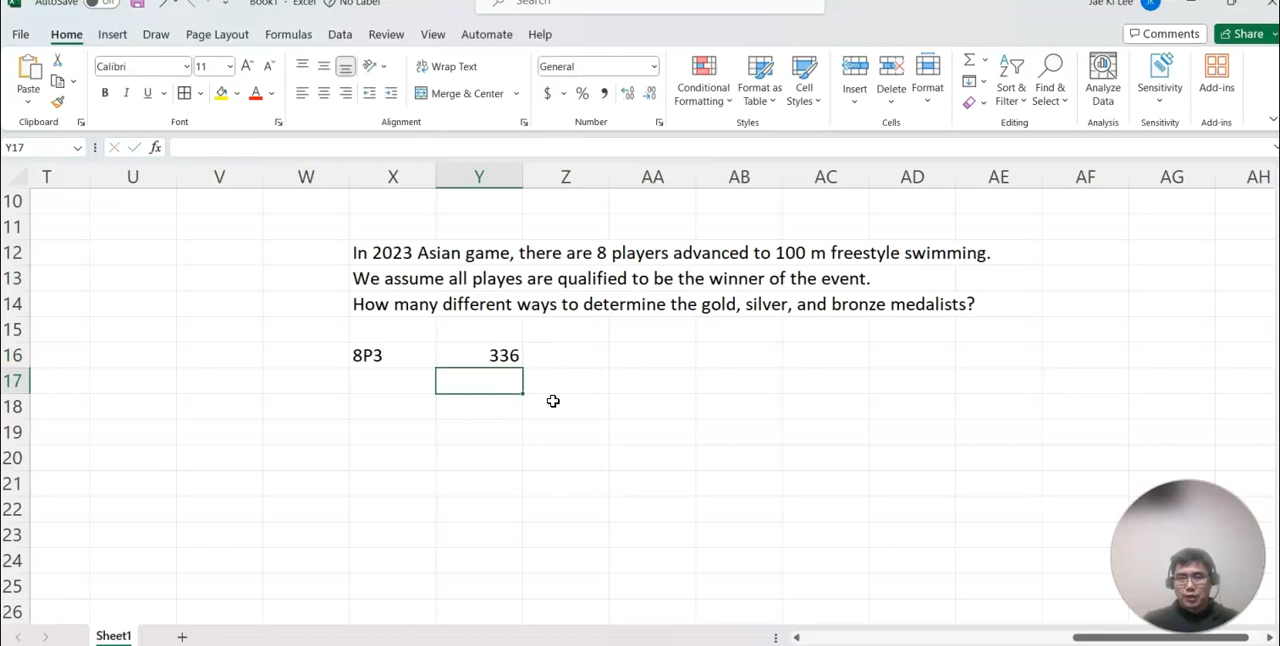 AutoSave Off Book1 - Excel No Label Search Jae Ki Lee
File Home Insert Draw Page Layout Formulas Data Review View Automate Help Comments Share
Paste Calibri 11 A A Wrap Text General Conditional Format as Cell Insert Delete Format Sort & Find & Analyze Sensitivity Add-ins
B I U A Merge & Center $ % Formatting Table Styles Filter Select Data
Clipboard Font Alignment Number Styles Cells Editing Analysis Sensitivity Add-ins
Y17 fx
T U V W X Y Z AA AB AC AD AE AF AG AH
10
11
12 In 2023 Asian game, there are 8 players advanced to 100 m freestyle swimming.
13 We assume all playes are qualified to be the winner of the event.
14 How many different ways to determine the gold, silver, and bronze medalists?
15
16 8P3 336
17
18
19
20
21
22
23
24
25
26
Sheet1